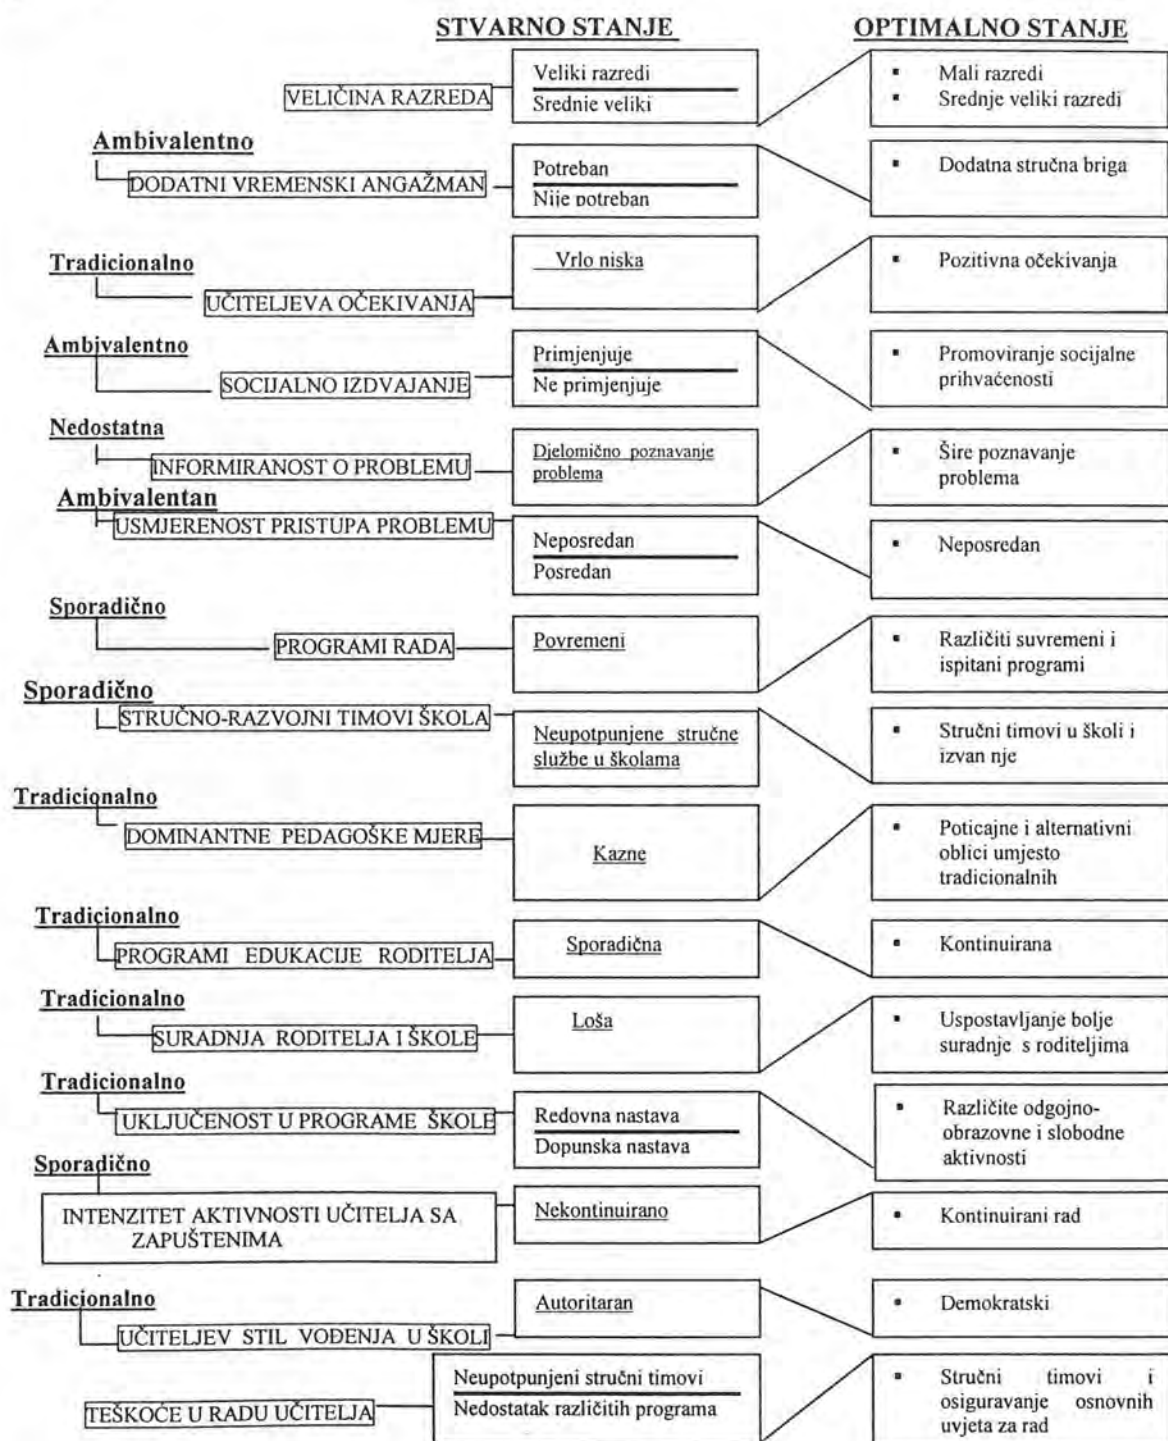 STVARNO STANJE
OPTIMALNO STANJE
VELIČINA RAZREDA
Veliki razredi
Srednie veliki
▪ Mali razredi
▪ Srednje veliki razredi
Ambivalentno
DODATNI VREMENSKI ANGAŽMAN
Potreban
Nije potreban
▪ Dodatna stručna briga
Tradicionalno
UČITELJEVA OČEKIVANJA
Vrlo niska
▪ Pozitivna očekivanja
Ambivalentno
SOCIJALNO IZDVAJANJE
Primjenjuje
Ne primjenjuje
▪ Promoviranje socijalne
prihvaćenosti
Nedostatna
INFORMIRANOST O PROBLEMU
Djelomično poznavanje
problema
▪ Šire poznavanje
problema
Ambivalentan
USMJERENOST PRISTUPA PROBLEMU
Neposredan
Posredan
▪ Neposredan
Sporadično
PROGRAMI RADA
Povremeni
▪ Različiti suvremeni i
ispitani programi
Sporadično
STRUČNO-RAZVOJNI TIMOVI ŠKOLA
Neupotpunjene stručne
službe u školama
▪ Stručni timovi u školi i
izvan nje
Tradicionalno
DOMINANTNE PEDAGOŠKE MJERE
Kazne
▪ Poticajne i alternativni
oblici umjesto
tradicionalnih
Tradicionalno
PROGRAMI EDUKACIJE RODITELJA
Sporadična
▪ Kontinuirana
Tradicionalno
SURADNJA RODITELJA I ŠKOLE
Loša
▪ Uspostavljanje bolje
suradnje s roditeljima
Tradicionalno
UKLJUČENOST U PROGRAME ŠKOLE
Redovna nastava
Dopunska nastava
▪ Različite odgojno-
obrazovne i slobodne
aktivnosti
Sporadično
INTENZITET AKTIVNOSTI UČITELJA SA
ZAPUŠTENIMA
Nekontinuirano
▪ Kontinuirani rad
Tradicionalno
UČITELJEV STIL VOĐENJA U ŠKOLI
Autoritaran
▪ Demokratski
TEŠKOĆE U RADU UČITELJA
Neupotpunjeni stručni timovi
Nedostatak različitih programa
▪ Stručni timovi i
osiguravanje osnovnih
uvjeta za rad